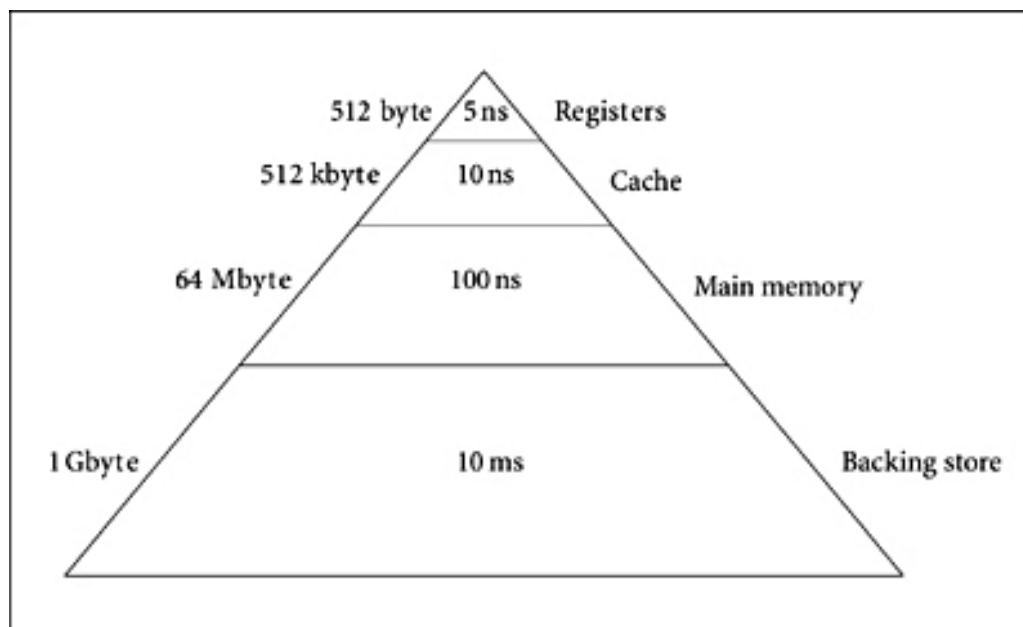 512 byte 5 ns Registers
512 kbyte 10 ns Cache
64 Mbyte 100 ns Main memory
1 Gbyte 10 ms Backing store